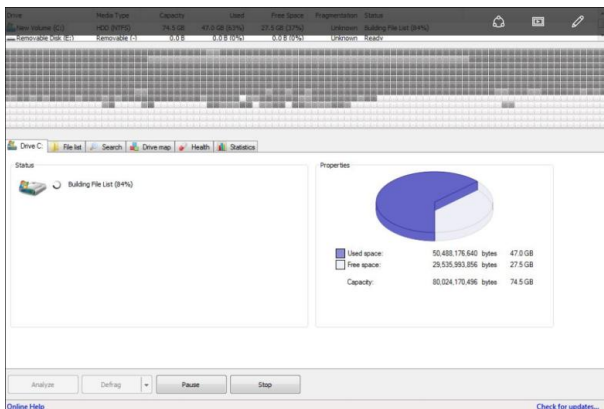 Drive Media Type Capacity Used Free Space Fragmentation Status
New Volume (C:) HDD (NTFS) 74.5 GB 47.0 GB (63%) 27.5 GB (37%) Unknown Building File List (84%)
Removable Disk (E:) Removable (-) 0.0 B 0.0 B (0%) 0.0 B (0%) Unknown Ready
Drive C: File list Search Drive map Health Statistics
Status
Building File List (84%)
Properties
Used space: 50,488,176,640 bytes 47.0 GB
Free space: 29,535,993,856 bytes 27.5 GB
Capacity: 80,024,170,496 bytes 74.5 GB
Analyze Defrag Pause Stop
Online Help Check for updates...